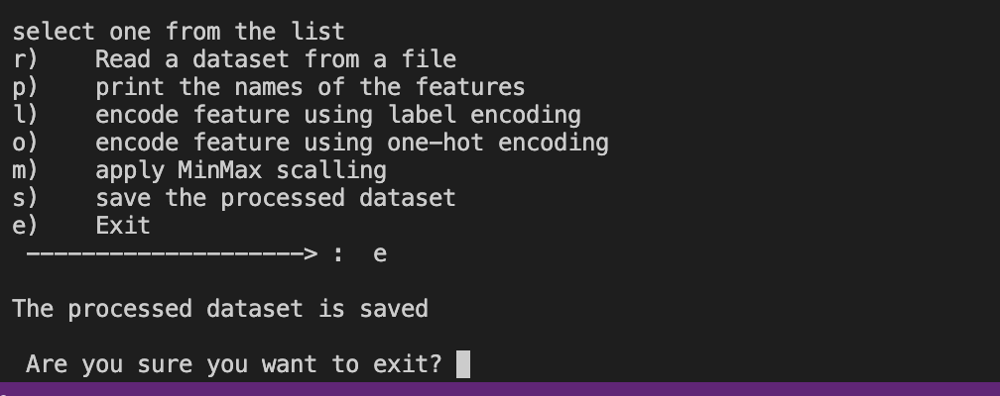 select one from the list
r)    Read a dataset from a file
p)    print the names of the features
l)    encode feature using label encoding
o)    encode feature using one-hot encoding
m)    apply MinMax scalling
s)    save the processed dataset
e)    Exit
 --------------------> :  e
The processed dataset is saved
 Are you sure you want to exit?